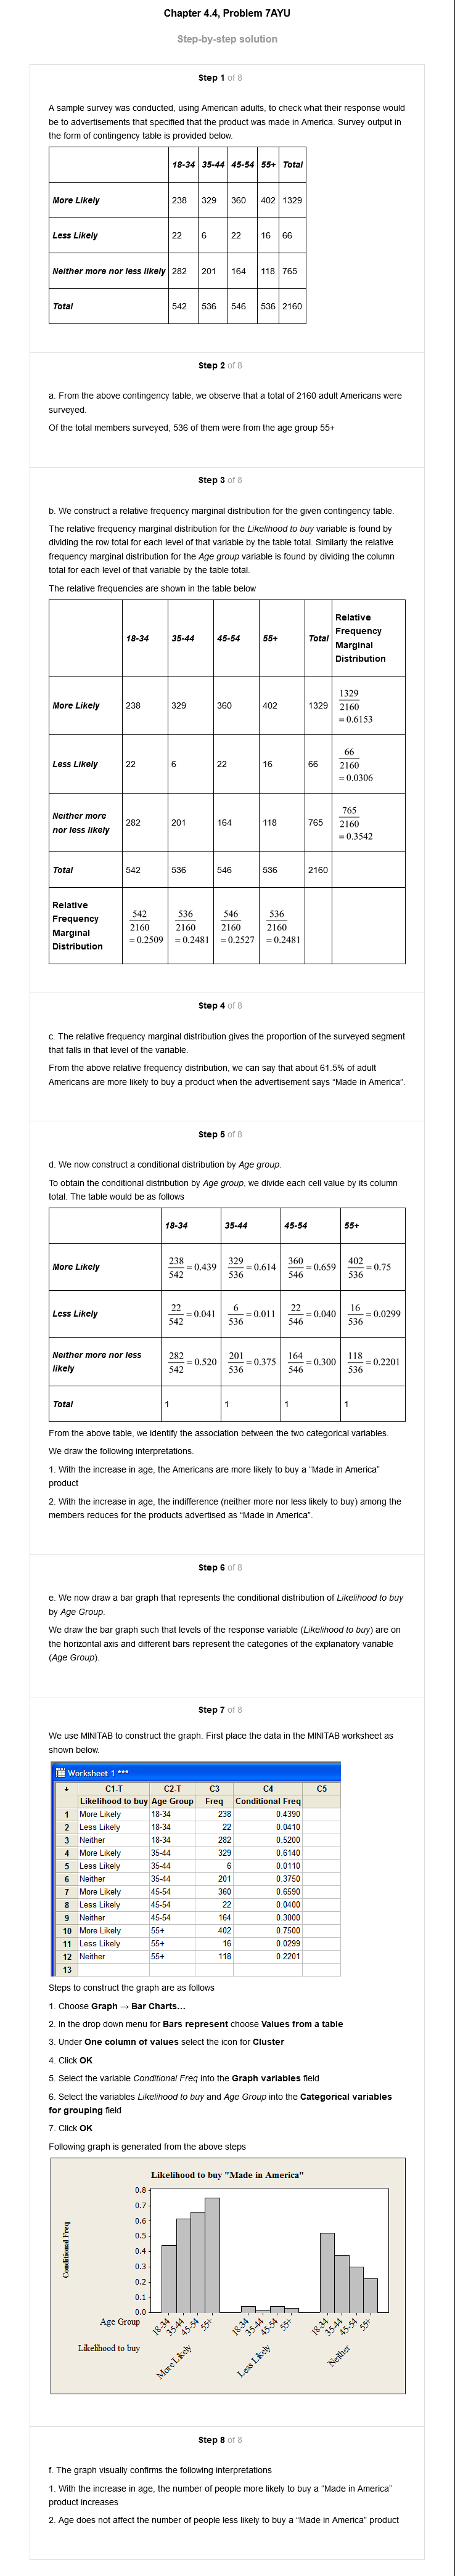 Chapter 4.4, Problem 7AYU
Step-by-step solution
Step 1 of 8
A sample survey was conducted, using American adults, to check what their response would
be to advertisements that specified that the product was made in America. Survey output in
the form of contingency table is provided below.
18-34 35-44 45-54 55+ Total
More Likely 238 329 360 402 1329
Less Likely 22 6 22 16 66
Neither more nor less likely 282 201 164 118 765
Total 542 536 546 536 2160
Step 2 of 8
a. From the above contingency table, we observe that a total of 2160 adult Americans were
surveyed.
Of the total members surveyed, 536 of them were from the age group 55+
Step 3 of 8
b. We construct a relative frequency marginal distribution for the given contingency table.
The relative frequency marginal distribution for the Likelihood to buy variable is found by
dividing the row total for each level of that variable by the table total. Similarly the relative
frequency marginal distribution for the Age group variable is found by dividing the column
total for each level of that variable by the table total.
The relative frequencies are shown in the table below
18-34 35-44 45-54 55+ Total Relative
Frequency
Marginal
Distribution
More Likely 238 329 360 402 1329 1329
2160
= 0.6153
Less Likely 22 6 22 16 66 66
2160
= 0.0306
Neither more
nor less likely 282 201 164 118 765 765
2160
= 0.3542
Total 542 536 546 536 2160
Relative
Frequency
Marginal
Distribution
542 536 546 536
2160 2160 2160 2160
= 0.2509 = 0.2481 = 0.2527 = 0.2481
Step 4 of 8
c. The relative frequency marginal distribution gives the proportion of the surveyed segment
that falls in that level of the variable.
From the above relative frequency distribution, we can say that about 61.5% of adult
Americans are more likely to buy a product when the advertisement says “Made in America”.
Step 5 of 8
d. We now construct a conditional distribution by Age group.
To obtain the conditional distribution by Age group, we divide each cell value by its column
total. The table would be as follows
18-34 35-44 45-54 55+
More Likely 238/542 = 0.439 329/536 = 0.614 360/546 = 0.659 402/536 = 0.75
Less Likely 22/542 = 0.041 6/536 = 0.011 22/546 = 0.040 16/536 = 0.0299
Neither more nor less
likely 282/542 = 0.520 201/536 = 0.375 164/546 = 0.300 118/536 = 0.2201
Total 1 1 1 1
From the above table, we identify the association between the two categorical variables.
We draw the following interpretations.
1. With the increase in age, the Americans are more likely to buy a “Made in America”
product
2. With the increase in age, the indifference (neither more nor less likely to buy) among the
members reduces for the products advertised as “Made in America”.
Step 6 of 8
e. We now draw a bar graph that represents the conditional distribution of Likelihood to buy
by Age Group.
We draw the bar graph such that levels of the response variable (Likelihood to buy) are on
the horizontal axis and different bars represent the categories of the explanatory variable
(Age Group).
Step 7 of 8
We use MINITAB to construct the graph. First place the data in the MINITAB worksheet as
shown below.
Worksheet 1 ***
↓ C1-T C2-T C3 C4 C5
Likelihood to buy Age Group Freq Conditional Freq
1 More Likely 18-34 238 0.4390
2 Less Likely 18-34 22 0.0410
3 Neither 18-34 282 0.5200
4 More Likely 35-44 329 0.6140
5 Less Likely 35-44 6 0.0110
6 Neither 35-44 201 0.3750
7 More Likely 45-54 360 0.6590
8 Less Likely 45-54 22 0.0400
9 Neither 45-54 164 0.3000
10 More Likely 55+ 402 0.7500
11 Less Likely 55+ 16 0.0299
12 Neither 55+ 118 0.2201
13
Steps to construct the graph are as follows
1. Choose Graph → Bar Charts…
2. In the drop down menu for Bars represent choose Values from a table
3. Under One column of values select the icon for Cluster
4. Click OK
5. Select the variable Conditional Freq into the Graph variables field
6. Select the variables Likelihood to buy and Age Group into the Categorical variables
for grouping field
7. Click OK
Following graph is generated from the above steps
Likelihood to buy "Made in America"
Conditional Freq
0.8
0.7
0.6
0.5
0.4
0.3
0.2
0.1
0.0
Age Group 18-34 35-44 45-54 55+ 18-34 35-44 45-54 55+ 18-34 35-44 45-54 55+
Likelihood to buy More Likely Less Likely Neither
Step 8 of 8
f. The graph visually confirms the following interpretations
1. With the increase in age, the number of people more likely to buy a “Made in America”
product increases
2. Age does not affect the number of people less likely to buy a “Made in America” product